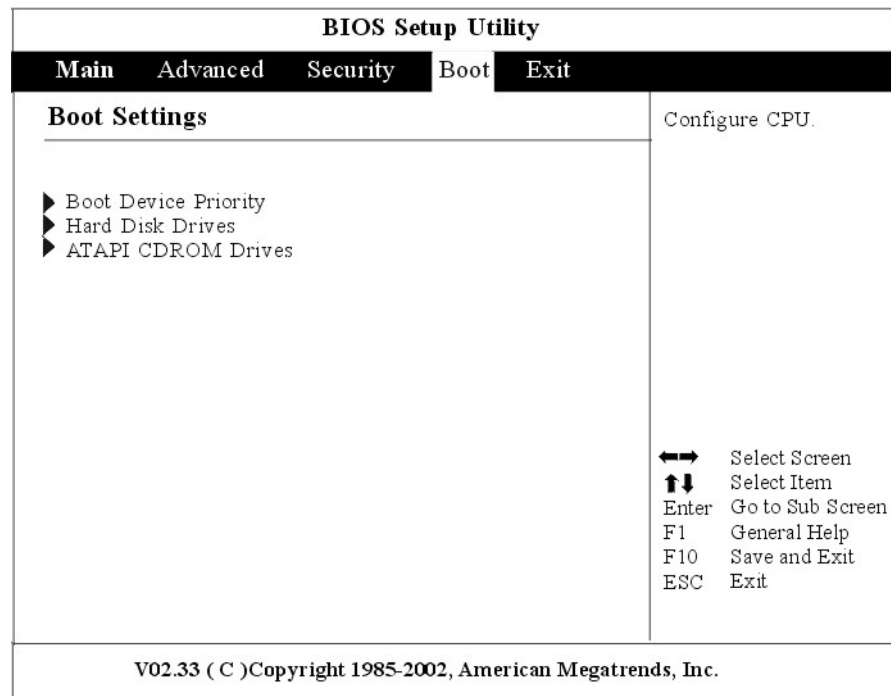 BIOS Setup Utility
Main Advanced Security Boot Exit
Boot Settings
Boot Device Priority
Hard Disk Drives
ATAPI CDROM Drives
Configure CPU.
Select Screen
Select Item
Enter Go to Sub Screen
F1 General Help
F10 Save and Exit
ESC Exit
V02.33 ( C )Copyright 1985-2002, American Megatrends, Inc.